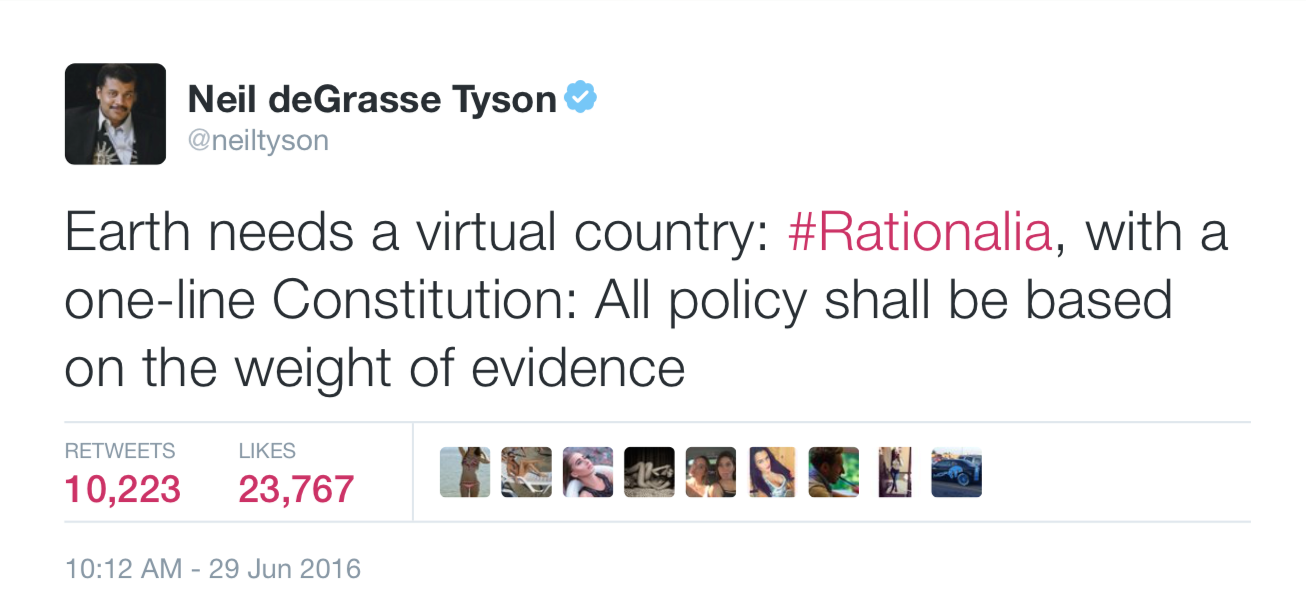 Neil deGrasse Tyson
@neiltyson
Earth needs a virtual country: #Rationalia, with a
one-line Constitution: All policy shall be based
on the weight of evidence
RETWEETS LIKES
10,223 23,767
10:12 AM - 29 Jun 2016